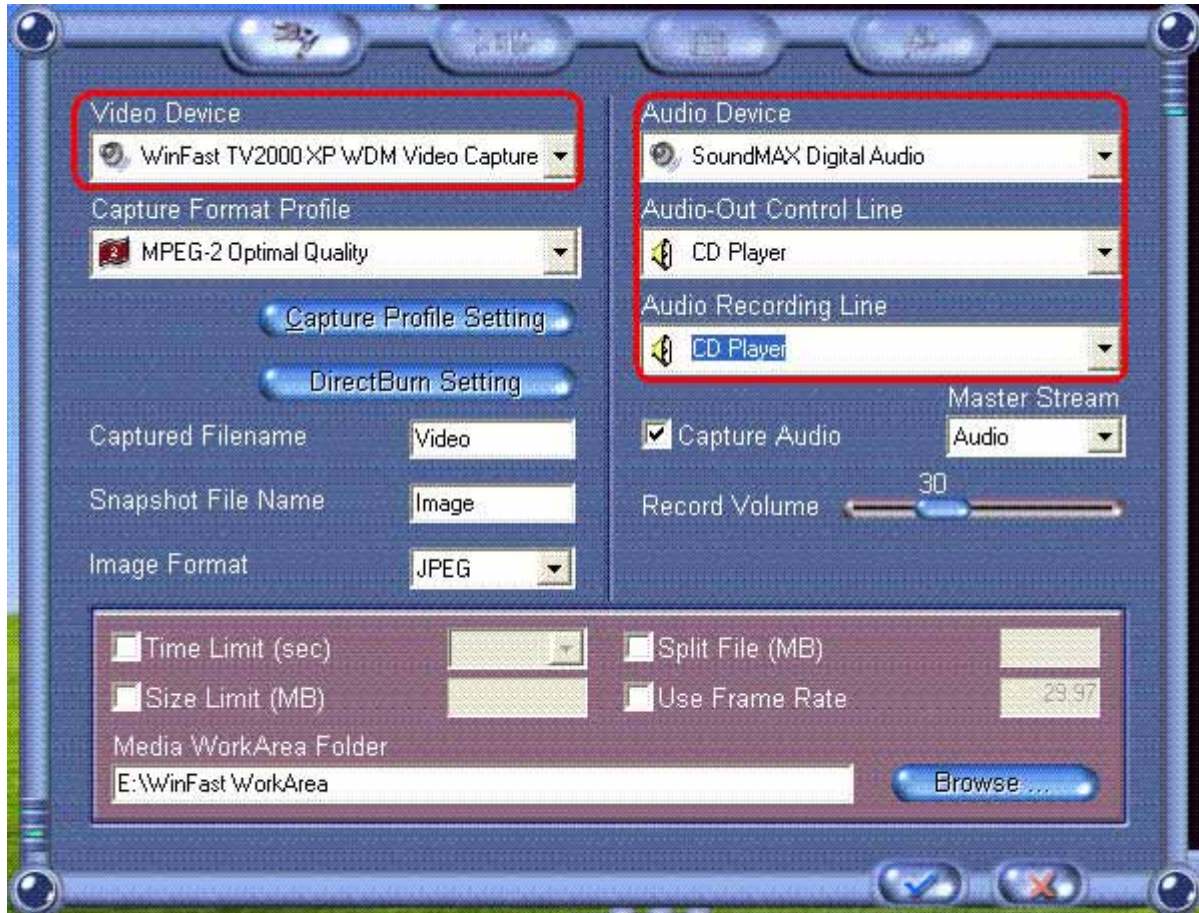 Video Device
WinFast TV2000 XP WDM Video Capture
Capture Format Profile
2
MPEG-2 Optimal Quality
Capture Profile Setting
DirectBurn Setting
Captured Filename
Video
Snapshot File Name
Image
Image Format
JPEG
Audio Device
SoundMAX Digital Audio
Audio-Out Control Line
CD Player
Audio Recording Line
CD Player
Master Stream
Capture Audio
Audio
30
Record Volume
Time Limit (sec)
Split File (MB)
Size Limit (MB)
Use Frame Rate
29.97
Media WorkArea Folder
E:\WinFast WorkArea
Browse ...